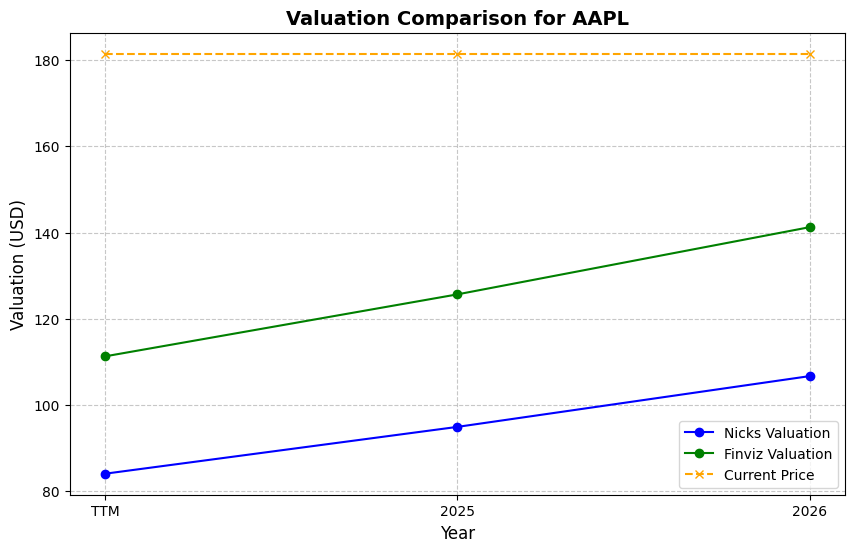 Valuation Comparison for AAPL
Valuation (USD)
180
160
140
120
100
80
TTM
2025
2026
Year
Nicks Valuation
Finviz Valuation
Current Price